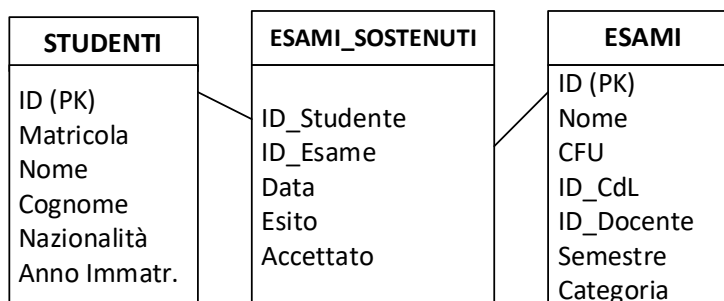 STUDENTI
ID (PK)
Matricola
Nome
Cognome
Nazionalità
Anno Immatr.
ESAMI_SOSTENUTI
ID_Studente
ID_Esame
Data
Esito
Accettato
ESAMI
ID (PK)
Nome
CFU
ID_CdL
ID_Docente
Semestre
Categoria